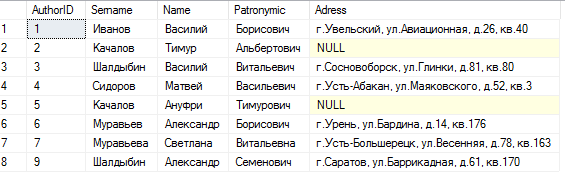 AuthorID Sername Name Patronymic Adress
1 1 Иванов Василий Борисович г.Увельский, ул.Авиационная, д.26, кв.40
2 2 Качалов Тимур Альбертович NULL
3 3 Шалдыбин Василий Витальевич г.Сосновоборск, ул.Глинки, д.81, кв.80
4 4 Сидоров Матвей Васильевич г.Усть-Абакан, ул.Маяковского, д.52, кв.3
5 5 Качалов Ануфри Тимурович NULL
6 6 Муравьев Александр Борисович г.Урень, ул.Бардина, д.14, кв.176
7 7 Муравьева Светлана Витальевна г.Усть-Большерецк, ул.Весенняя, д.78, кв.163
8 9 Шалдыбин Александр Семенович г.Саратов, ул.Баррикадная, д.61, кв.170